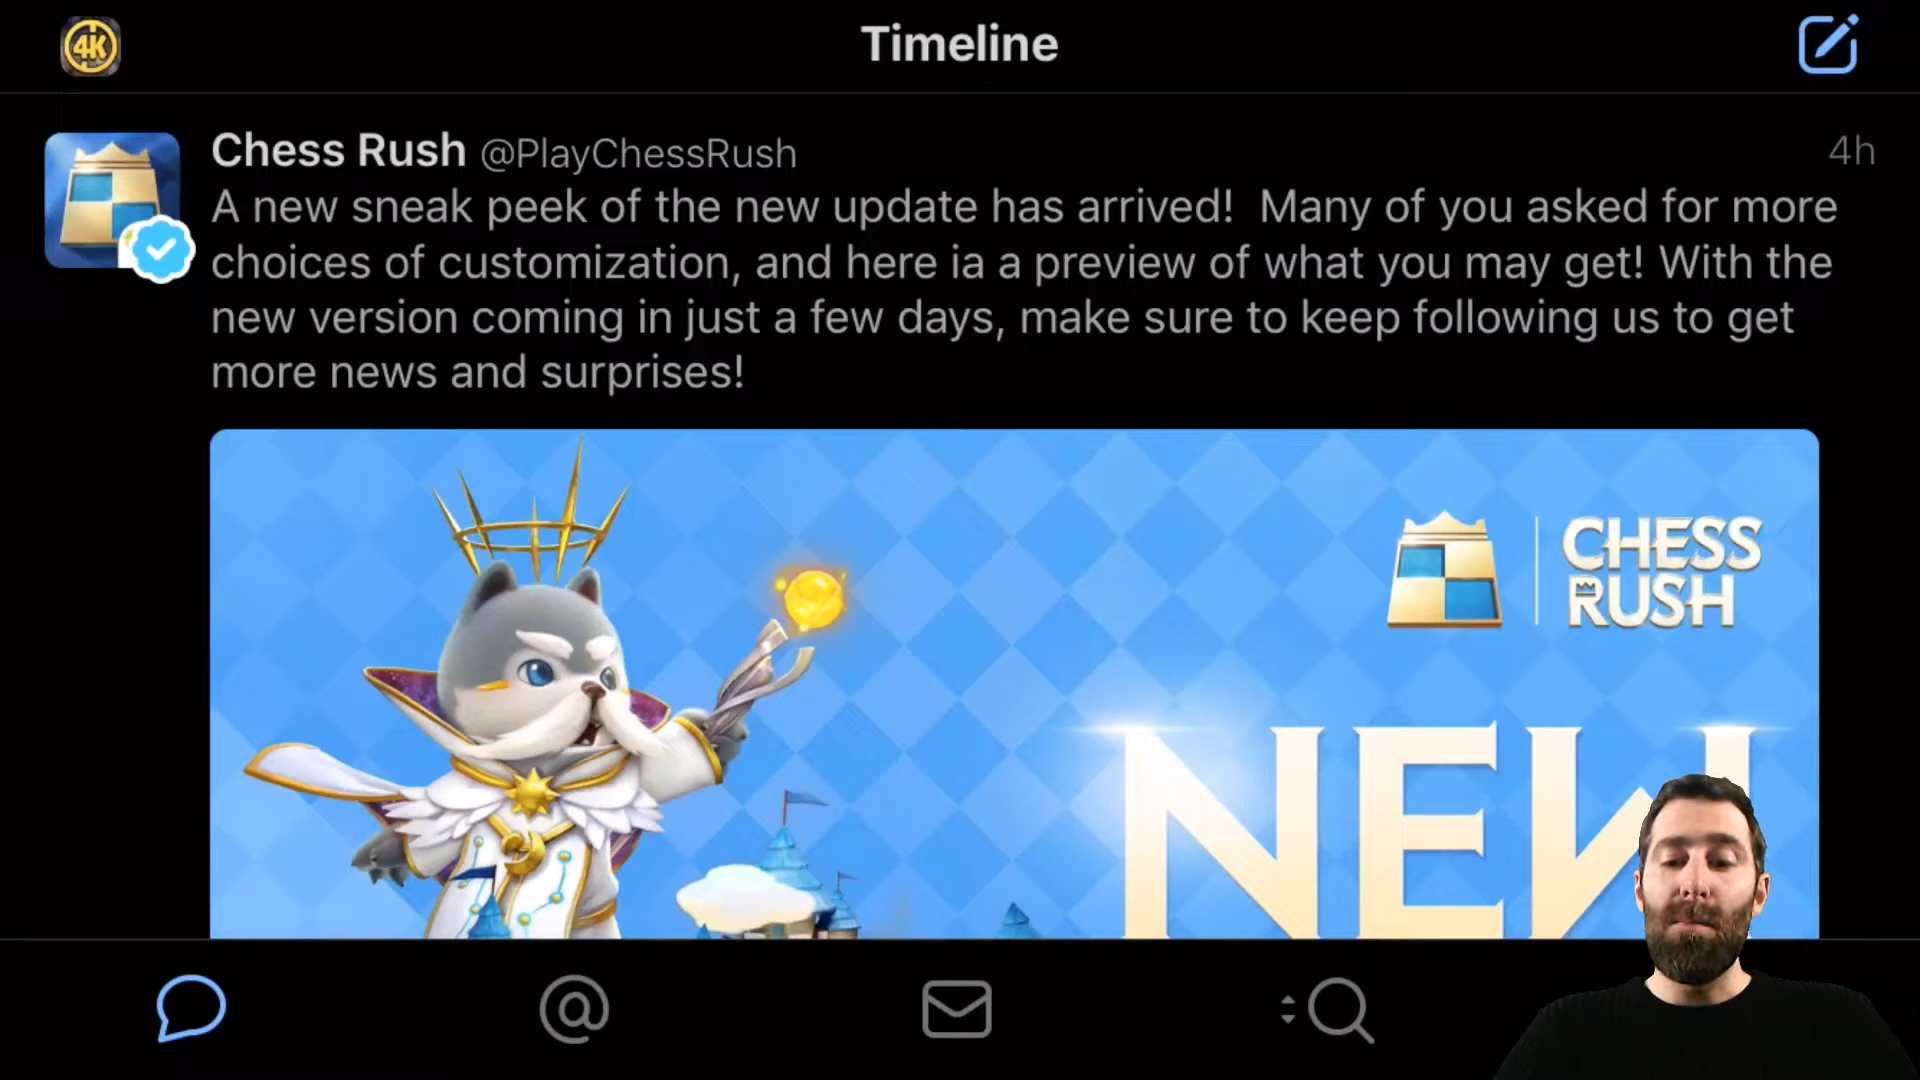 4K
Timeline
Chess Rush @PlayChessRush
4h
A new sneak peek of the new update has arrived!  Many of you asked for more
choices of customization, and here ia a preview of what you may get! With the
new version coming in just a few days, make sure to keep following us to get
more news and surprises!
CHESS
RUSH
NEW